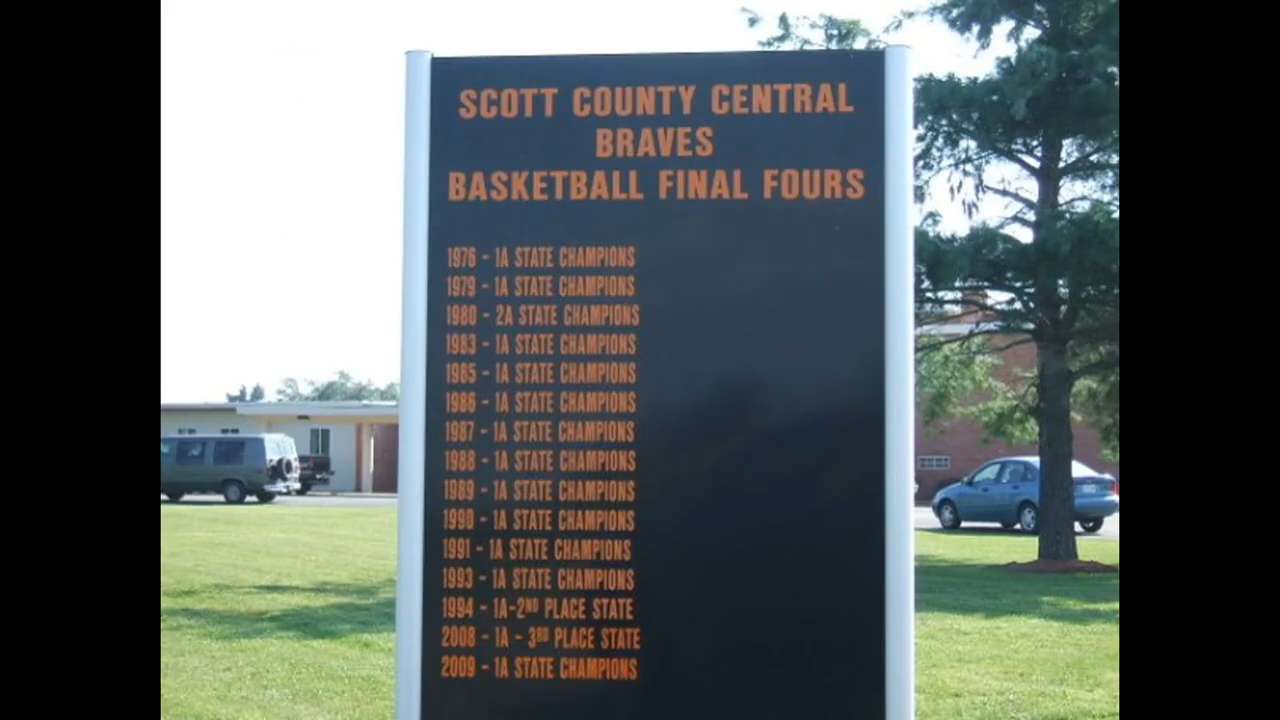 SCOTT COUNTY CENTRAL
BRAVES
BASKETBALL FINAL FOURS
1976 - 1A STATE CHAMPIONS
1979 - 1A STATE CHAMPIONS
1980 - 2A STATE CHAMPIONS
1983 - 1A STATE CHAMPIONS
1985 - 1A STATE CHAMPIONS
1986 - 1A STATE CHAMPIONS
1987 - 1A STATE CHAMPIONS
1988 - 1A STATE CHAMPIONS
1989 - 1A STATE CHAMPIONS
1990 - 1A STATE CHAMPIONS
1991 - 1A STATE CHAMPIONS
1993 - 1A STATE CHAMPIONS
1994 - 1A-2ND PLACE STATE
2008 - 1A - 3RD PLACE STATE
2009 - 1A STATE CHAMPIONS